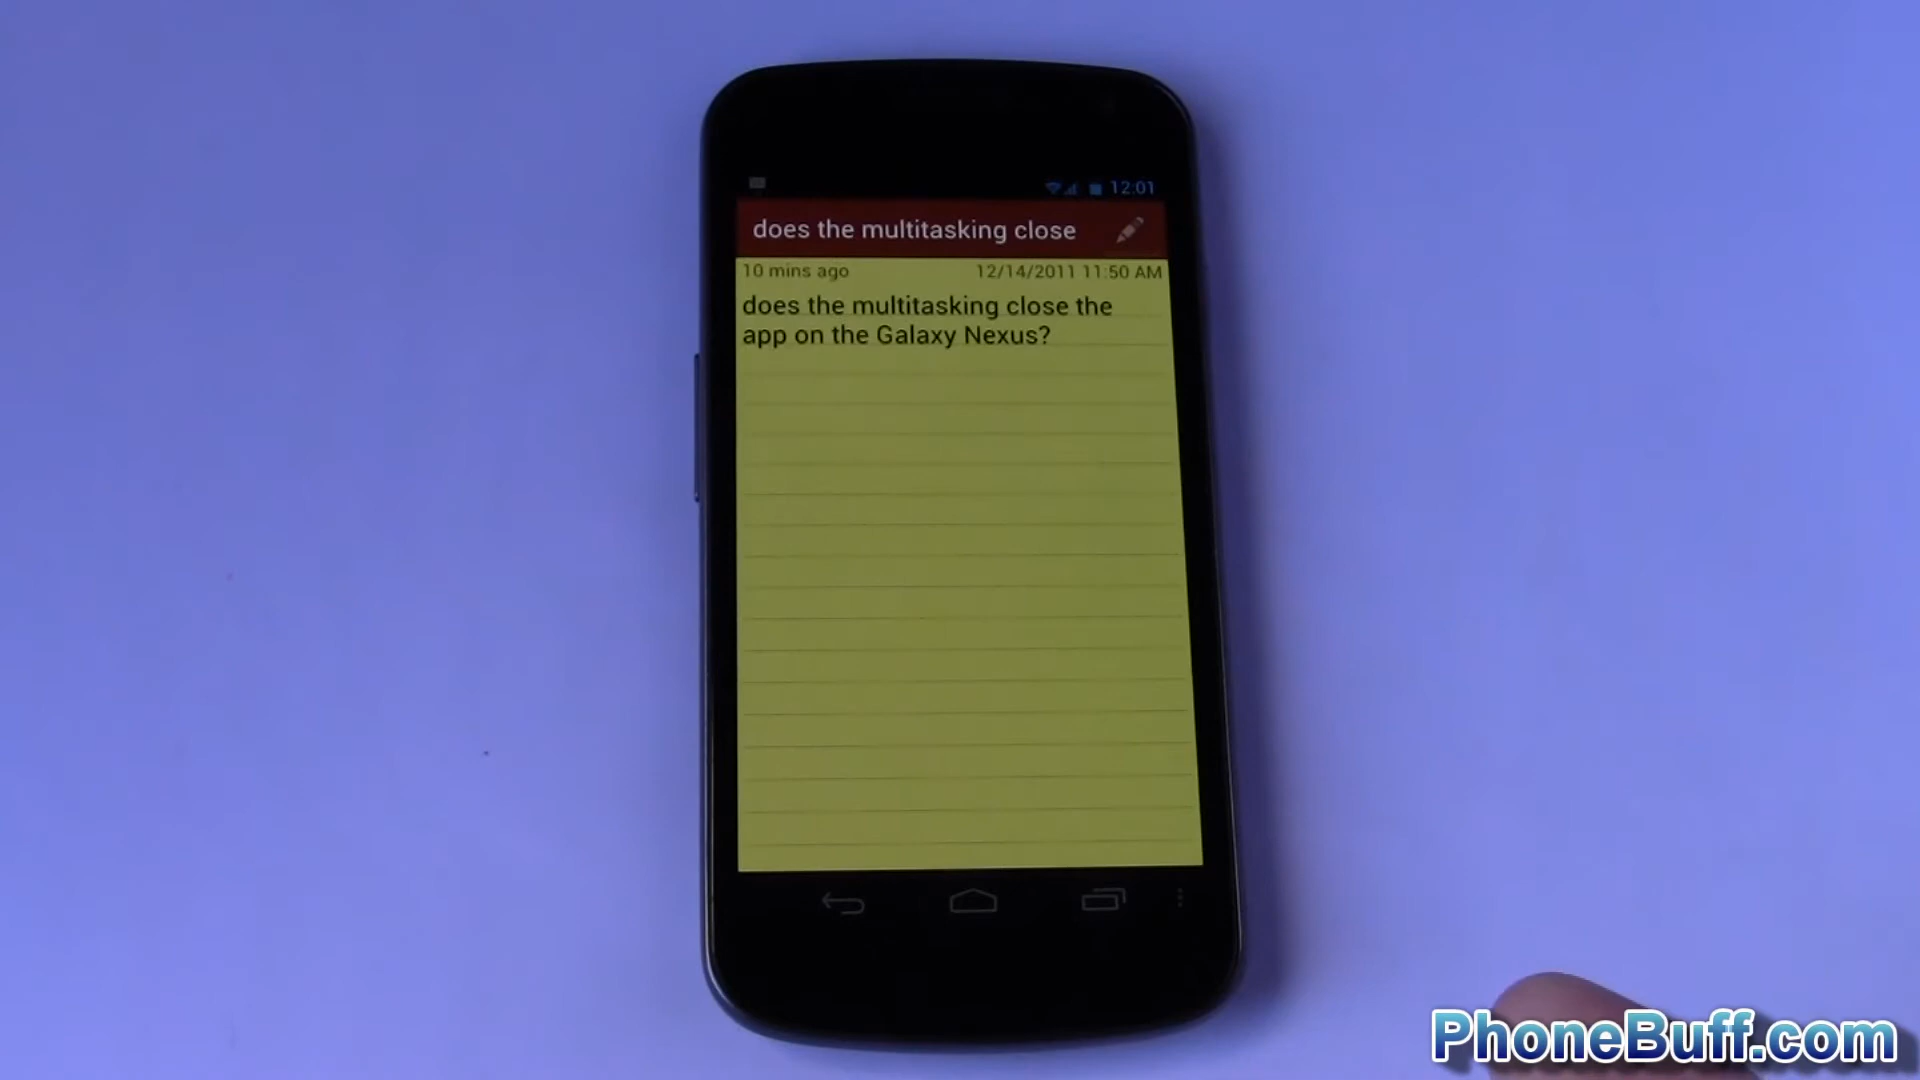 12:01
does the multitasking close
10 mins ago 12/14/2011 11:50 AM
does the multitasking close the
app on the Galaxy Nexus?
PhoneBuff.com